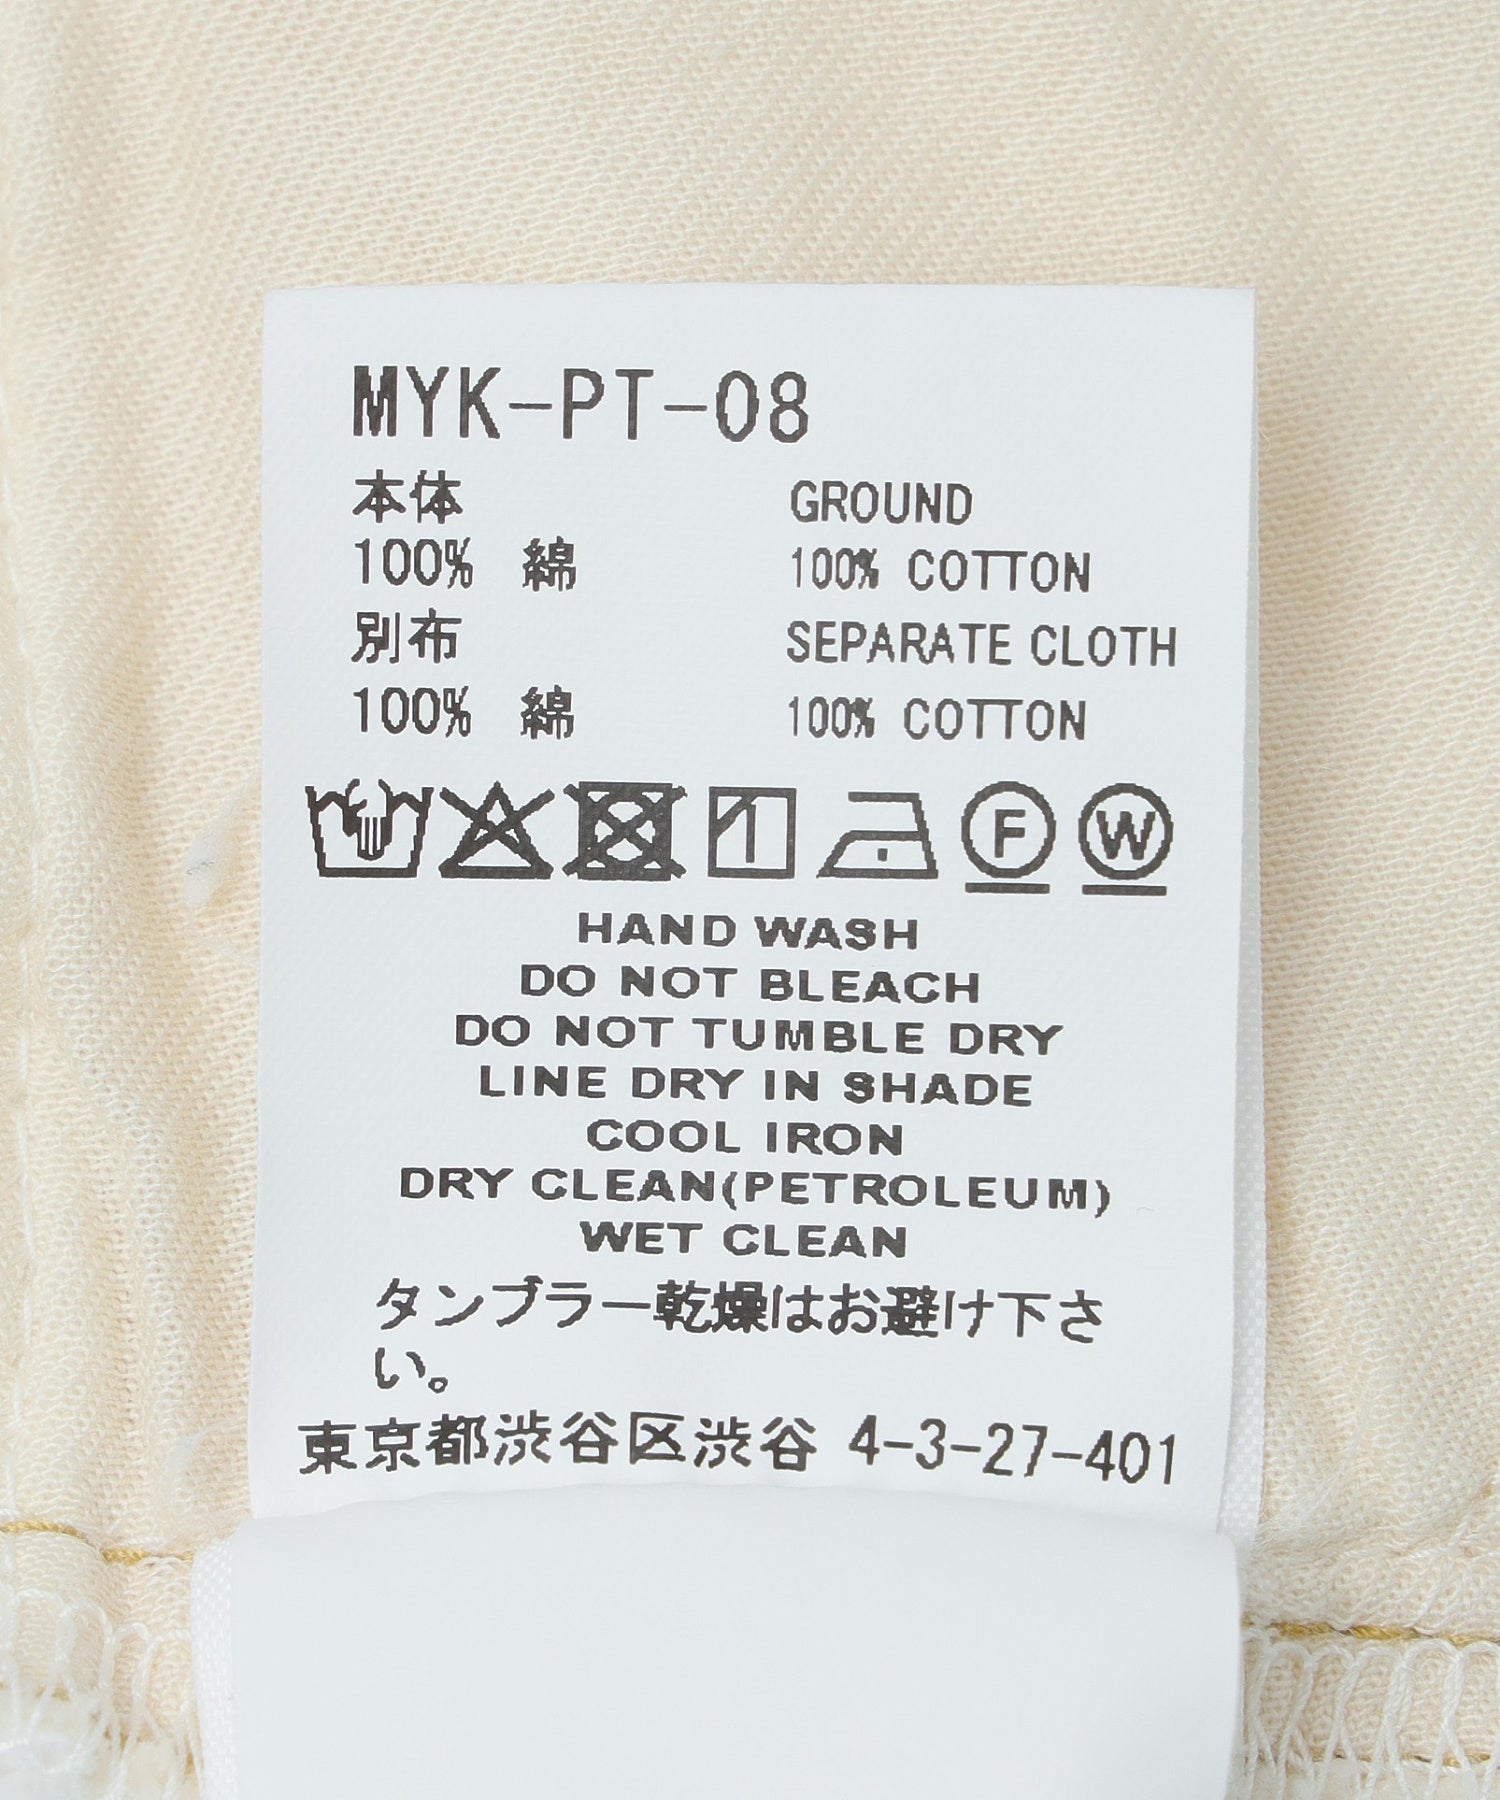 MYK-PT-08
本体 GROUND
100% 綿 100% COTTON
別布 SEPARATE CLOTH
100% 綿 100% COTTON
F W
HAND WASH
DO NOT BLEACH
DO NOT TUMBLE DRY
LINE DRY IN SHADE
COOL IRON
DRY CLEAN(PETROLEUM)
WET CLEAN
タンブラー乾燥はお避け下さ
い。
東京都渋谷区渋谷 4-3-27-401